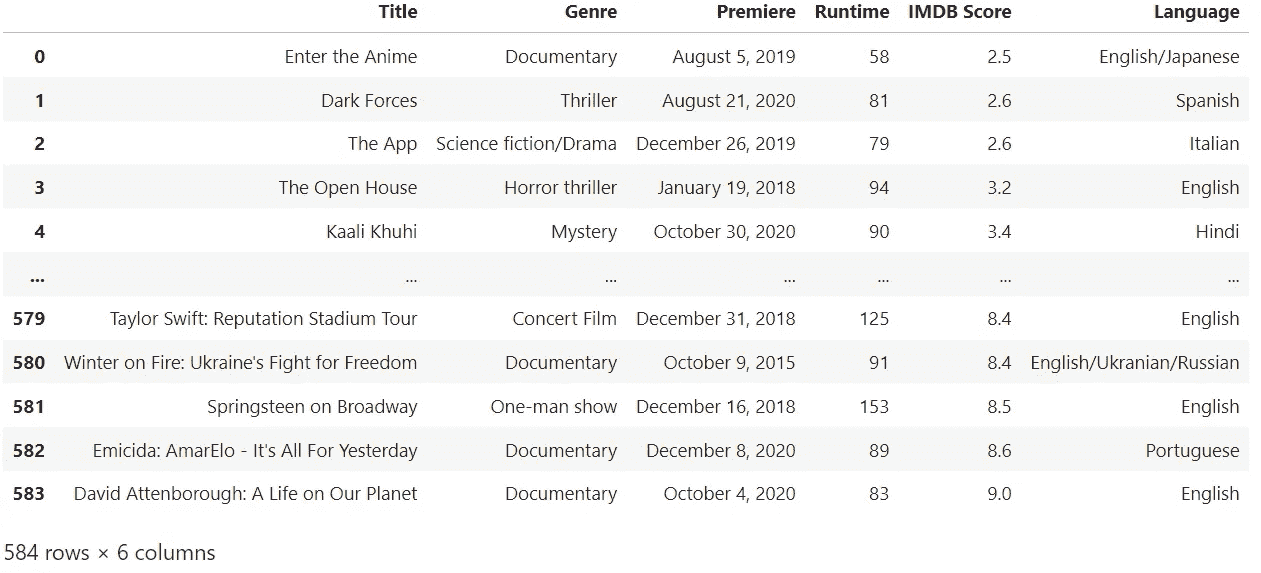 Title Genre Premiere Runtime IMDB Score Language
0 Enter the Anime Documentary August 5, 2019 58 2.5 English/Japanese
1 Dark Forces Thriller August 21, 2020 81 2.6 Spanish
2 The App Science fiction/Drama December 26, 2019 79 2.6 Italian
3 The Open House Horror thriller January 19, 2018 94 3.2 English
4 Kaali Khuhi Mystery October 30, 2020 90 3.4 Hindi
... ... ... ... ... ... ...
579 Taylor Swift: Reputation Stadium Tour Concert Film December 31, 2018 125 8.4 English
580 Winter on Fire: Ukraine's Fight for Freedom Documentary October 9, 2015 91 8.4 English/Ukranian/Russian
581 Springsteen on Broadway One-man show December 16, 2018 153 8.5 English
582 Emicida: AmarElo - It's All For Yesterday Documentary December 8, 2020 89 8.6 Portuguese
583 David Attenborough: A Life on Our Planet Documentary October 4, 2020 83 9.0 English
584 rows × 6 columns